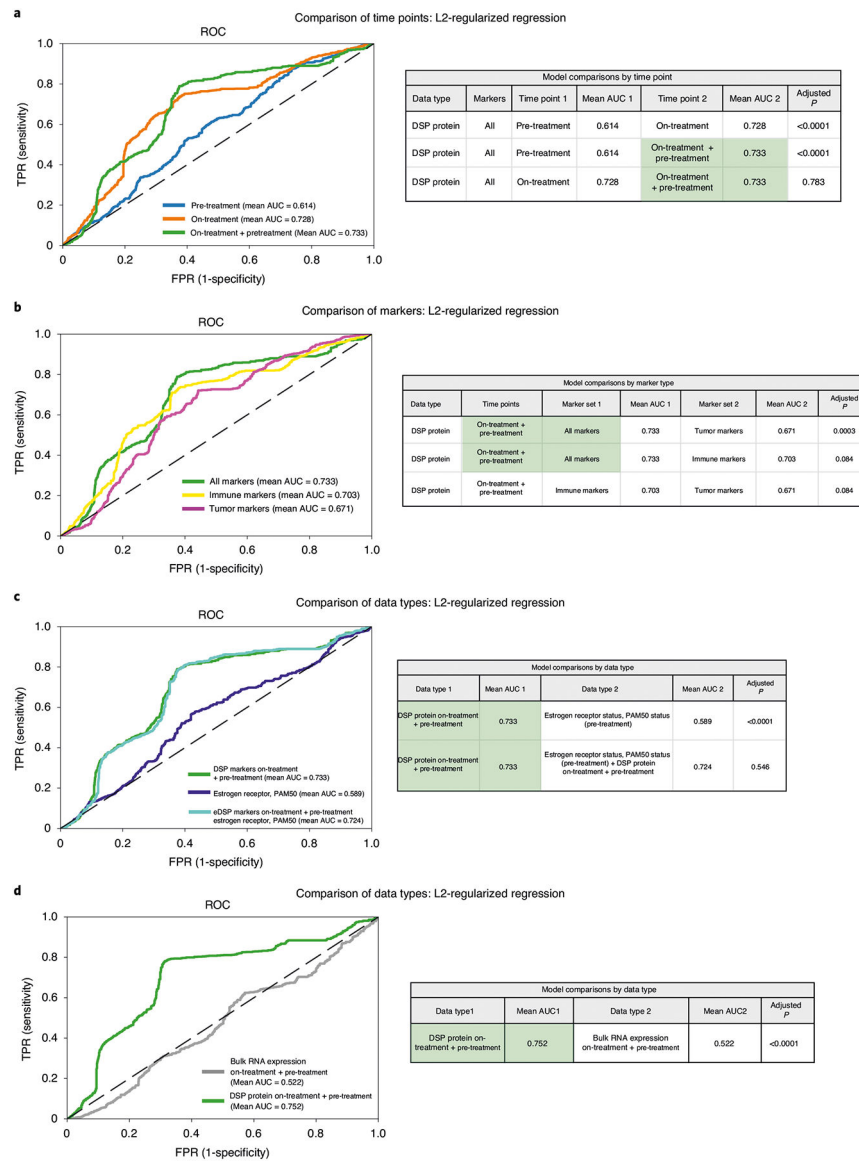 a
Comparison of time points: L2-regularized regression
ROC
1.0
0.8
0.6
0.4
0.2
0
TPR (sensitivity)
Pre-treatment (mean AUC = 0.614)
On-treatment (mean AUC = 0.728)
On-treatment + pretreatment (Mean AUC = 0.733)
0 0.2 0.4 0.6 0.8 1.0
FPR (1-specificity)
Model comparisons by time point
Data type Markers Time point 1 Mean AUC 1 Time point 2 Mean AUC 2 Adjusted
P
DSP protein All Pre-treatment 0.614 On-treatment 0.728 <0.0001
DSP protein All Pre-treatment 0.614 On-treatment + 0.733 <0.0001
pre-treatment
DSP protein All On-treatment 0.728 On-treatment 0.733 0.783
+ pre-treatment
b
Comparison of markers: L2-regularized regression
ROC
1.0
0.8
0.6
0.4
0.2
0
TPR (sensitivity)
All markers (mean AUC = 0.733)
Immune markers (mean AUC = 0.703)
Tumor markers (mean AUC = 0.671)
0 0.2 0.4 0.6 0.8 1.0
FPR (1-specificity)
Model comparisons by marker type
Data type Time points Marker set 1 Mean AUC 1 Marker set 2 Mean AUC 2 Adjusted
P
DSP protein On-treatment + All markers 0.733 Tumor markers 0.671 0.0003
pre-treatment
DSP protein On-treatment + All markers 0.733 Immune markers 0.703 0.084
pre-treatment
DSP protein On-treatment + Immune markers 0.703 Tumor markers 0.671 0.084
pre-treatment
c
Comparison of data types: L2-regularized regression
ROC
1.0
0.8
0.6
0.4
0.2
0
TPR (sensitivity)
DSP markers on-treatment
+ pre-treatment (mean AUC = 0.733)
Estrogen receptor, PAM50 (mean AUC = 0.589)
eDSP markers on-treatment + pre-treatment
estrogen receptor, PAM50 (mean AUC = 0.724)
0 0.2 0.4 0.6 0.8 1.0
FPR (1-specificity)
Model comparisons by data type
Data type 1 Mean AUC 1 Data type 2 Mean AUC 2 Adjusted
P
DSP protein on-treatment 0.733 Estrogen receptor status, PAM50 status 0.589 <0.0001
+ pre-treatment (pre-treatment)
DSP protein on-treatment 0.733 Estrogen receptor status, PAM50 status 0.724 0.546
+ pre-treatment (pre-treatment) + DSP protein
on-treatment + pre-treatment
d
Comparison of data types: L2-regularized regression
ROC
1.0
0.8
0.6
0.4
0.2
0
TPR (sensitivity)
Bulk RNA expression
on-treatment + pre-treatment
(Mean AUC = 0.522)
DSP protein on-treatment + pre-treatment
(Mean AUC = 0.752)
0 0.2 0.4 0.6 0.8 1.0
FPR (1-specificity)
Model comparisons by data type
Data type1 Mean AUC1 Data type 2 Mean AUC2 Adjusted
P
DSP protein on- 0.752 Bulk RNA expression 0.522 <0.0001
treatment + pre-treatment on-treatment + pre-treatment